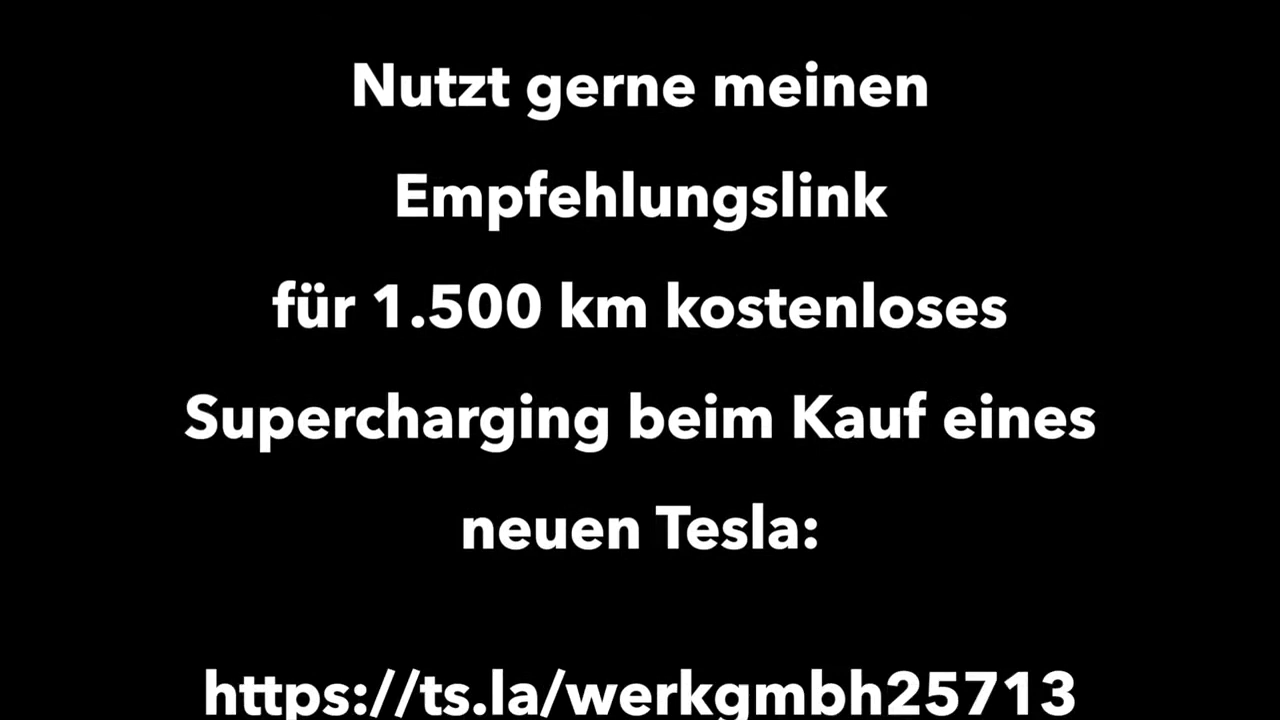 Nutzt gerne meinen
Empfehlungslink
für 1.500 km kostenloses
Supercharging beim Kauf eines
neuen Tesla:
https://ts.la/werkgmbh25713